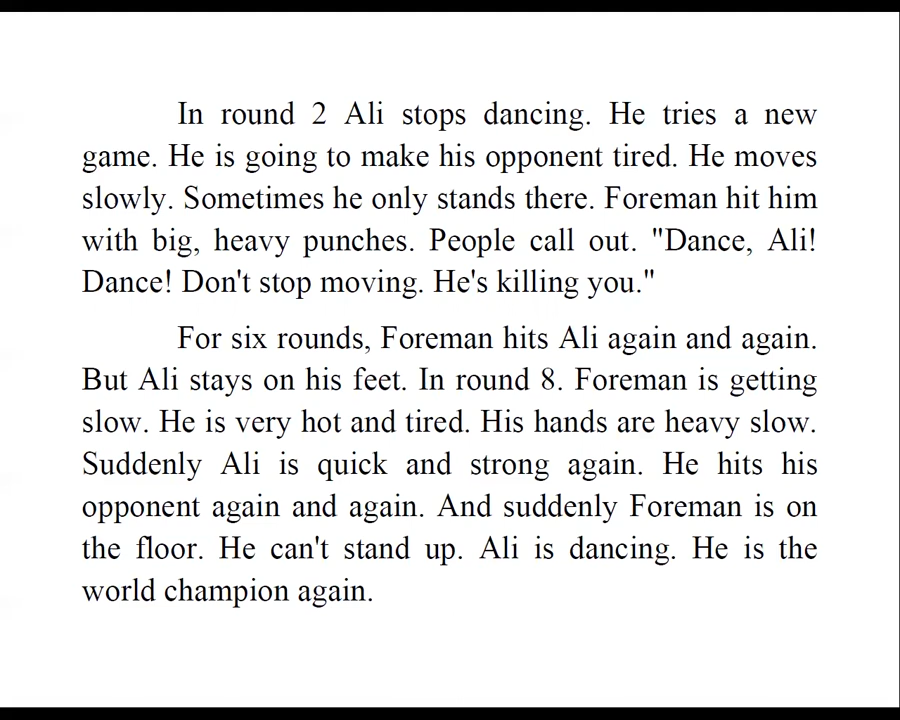 In round 2 Ali stops dancing. He tries a new
game. He is going to make his opponent tired. He moves
slowly. Sometimes he only stands there. Foreman hit him
with big, heavy punches. People call out. "Dance, Ali!
Dance! Don't stop moving. He's killing you."
For six rounds, Foreman hits Ali again and again.
But Ali stays on his feet. In round 8. Foreman is getting
slow. He is very hot and tired. His hands are heavy slow.
Suddenly Ali is quick and strong again. He hits his
opponent again and again. And suddenly Foreman is on
the floor. He can't stand up. Ali is dancing. He is the
world champion again.